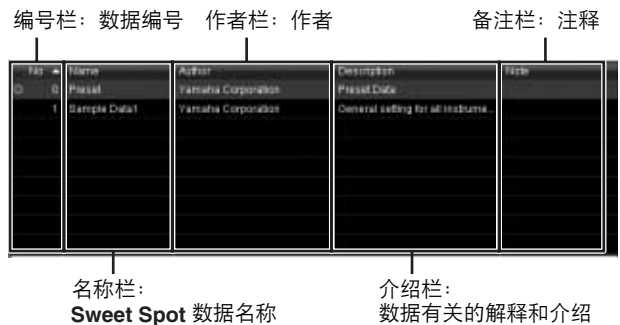 编号栏：数据编号 作者栏：作者 备注栏：注释
No Name Author Description Note
0 Preset Yamaha Corporation Preset Data
1 Sample Data1 Yamaha Corporation General setting for all instrume...
名称栏：
Sweet Spot 数据名称
介绍栏：
数据有关的解释和介绍